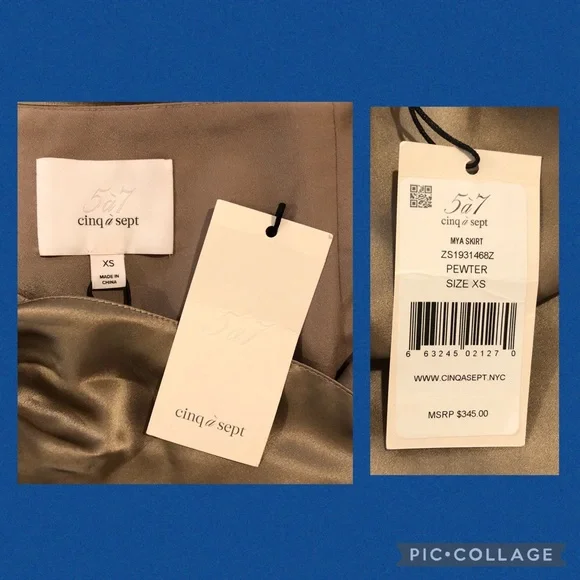 5à7
cinq à sept
XS
MADE IN
CHINA
5à7
cinq à sept
5à7
cinq à sept
MYA SKIRT
ZS1931468Z
PEWTER
SIZE XS
6 63245 02127 0
WWW.CINQASEPT.NYC
MSRP $345.00
PIC•COLLAGE